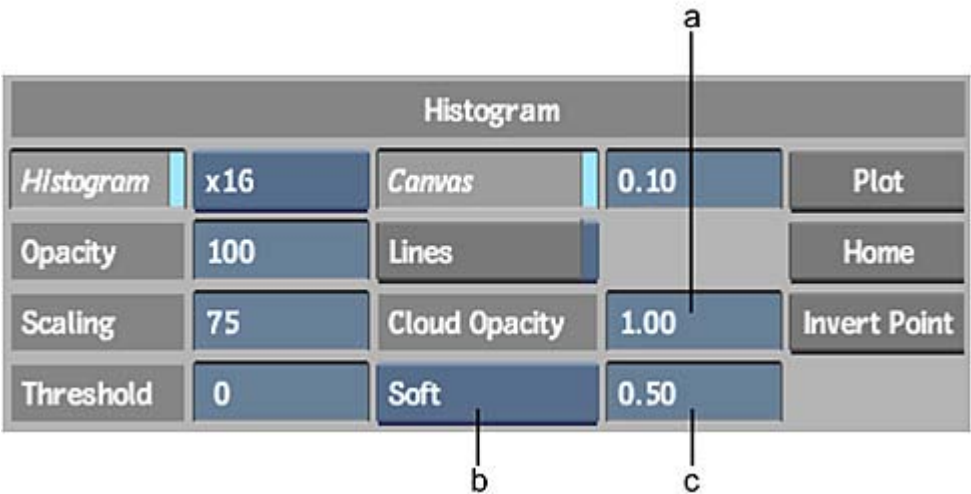 a
Histogram
Histogram x16 Canvas 0.10 Plot
Opacity 100 Lines Home
Scaling 75 Cloud Opacity 1.00 Invert Point
Threshold 0 Soft 0.50
b c